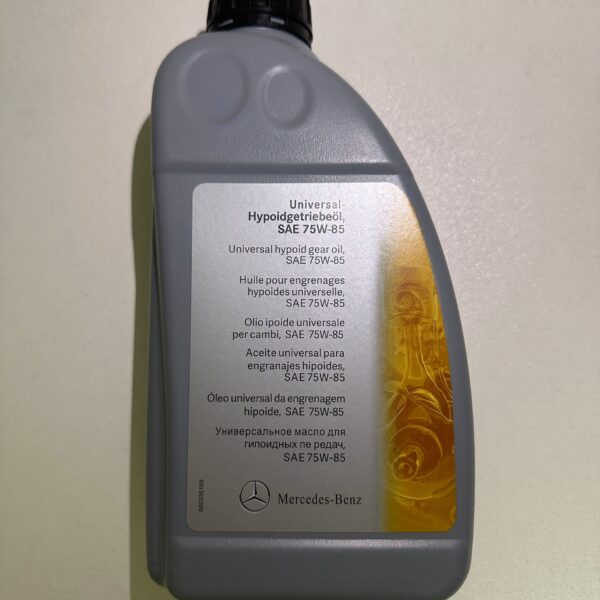 Universal-
Hypoidgetriebeöl,
SAE 75W-85
Universal hypoid gear oil,
SAE 75W-85
Huile pour engrenages
hypoides universelle,
SAE 75W-85
Olio ipoide universale
per cambi, SAE 75W-85
Aceite universal para
engranajes hipoides,
SAE 75W-85
Óleo universal da engrenagem
hipoide, SAE 75W-85
Универсальное масло для
гипоидных пе редач,
SAE 75W-85
Mercedes-Benz